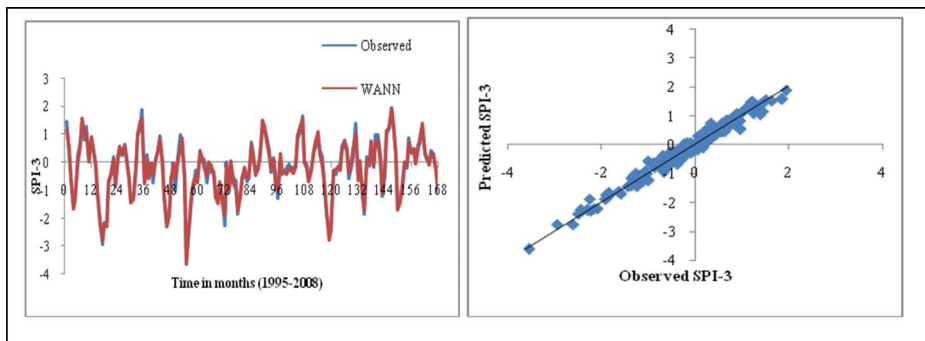 Observed
WANN
3
2
1
0
-1
-2
-3
-4
SPI-3
0 12 24 36 48 60 72 84 96 108 120 132 144 156 168
Time in months (1995-2008)
4
3
2
1
0
-1
-2
-3
-4
Predicted SPI-3
-4 -2 0 2 4
Observed SPI-3